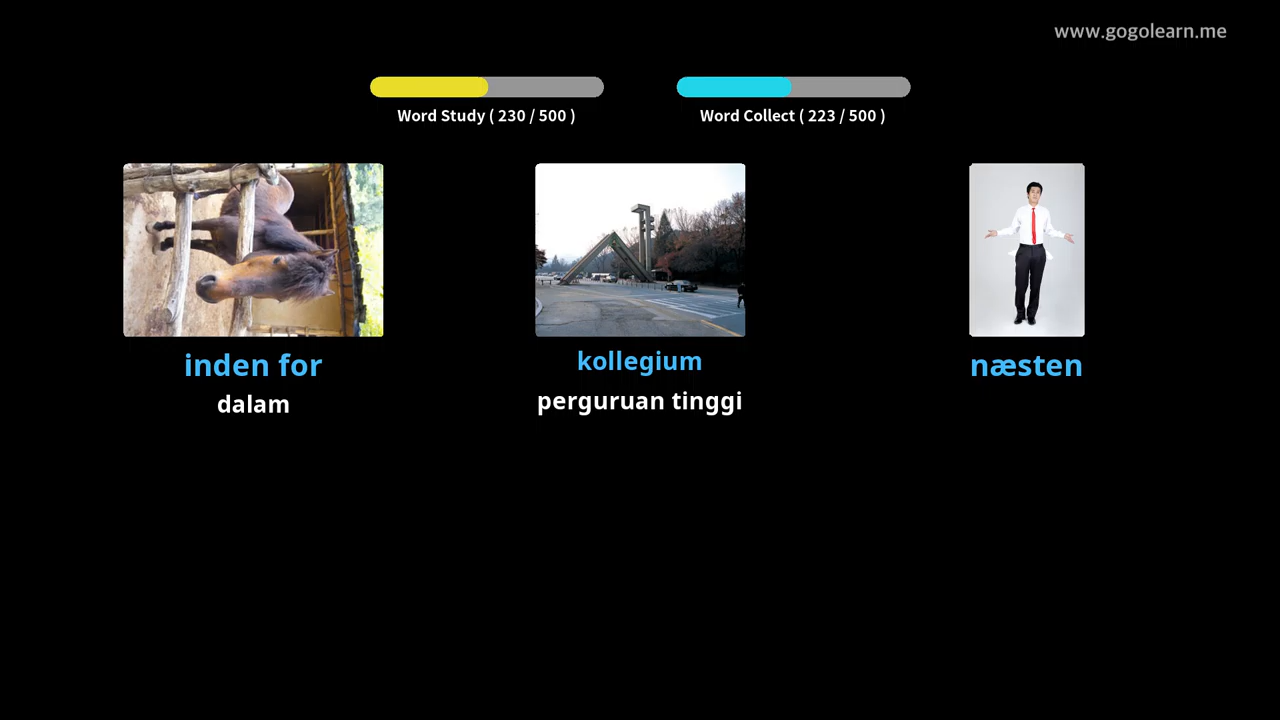 www.gogolearn.me
Word Study ( 230 / 500 )
Word Collect ( 223 / 500 )
inden for
dalam
kollegium
perguruan tinggi
næsten